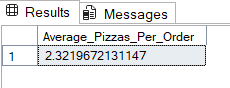 Results Messages
Average_Pizzas_Per_Order
1 2.3219672131147